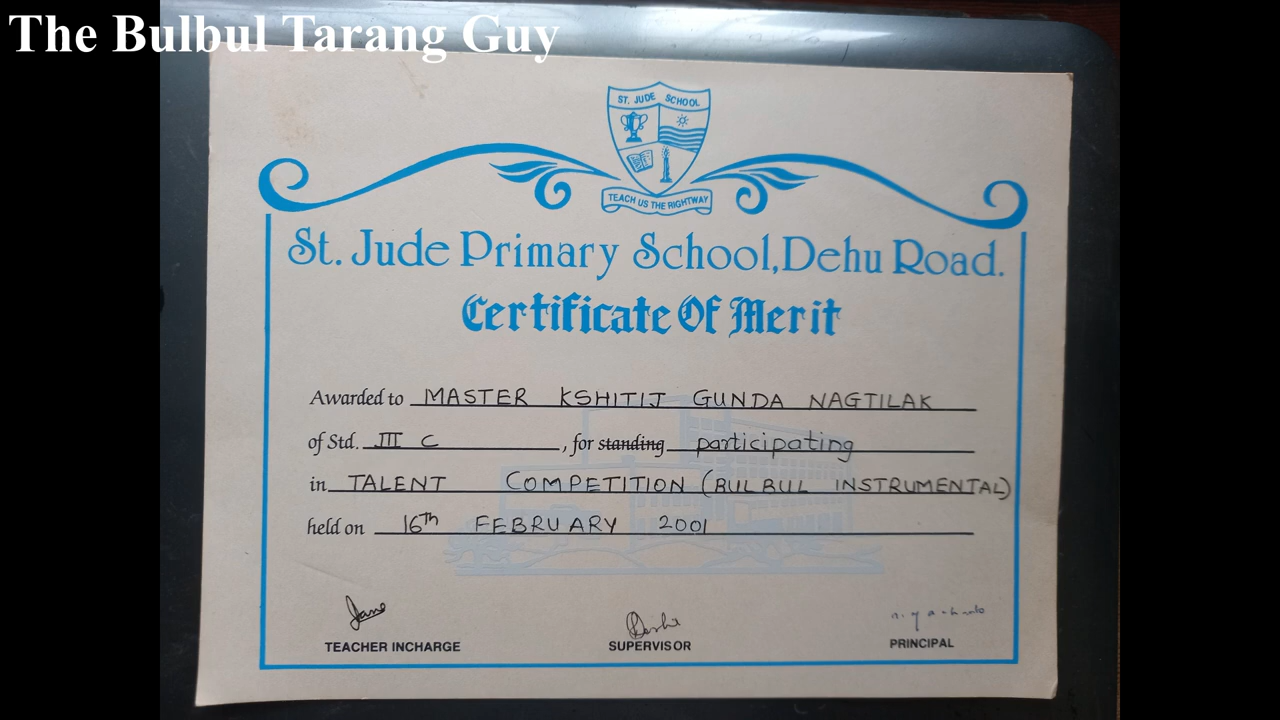 The Bulbul Tarang Guy
ST. JUDE SCHOOL
TEACH US THE RIGHTWAY
St. Jude Primary School, Dehu Road.
Certificate Of Merit
Awarded to MASTER KSHITIJ GUNDA NAGTILAK
of Std. III C , for standing participating
in TALENT COMPETITION (BULBUL INSTRUMENTAL)
held on 16Th FEBRUARY 2001
TEACHER INCHARGE SUPERVISOR PRINCIPAL